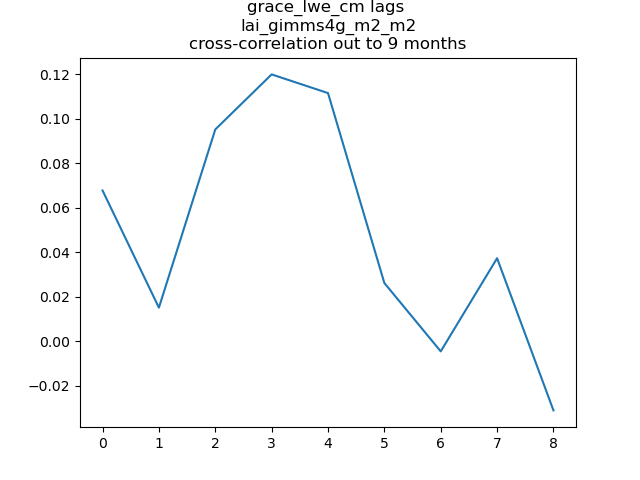 grace_lwe_cm lags
lai_gimms4g_m2_m2
cross-correlation out to 9 months
0.12
0.10
0.08
0.06
0.04
0.02
0.00
−0.02
0 1 2 3 4 5 6 7 8